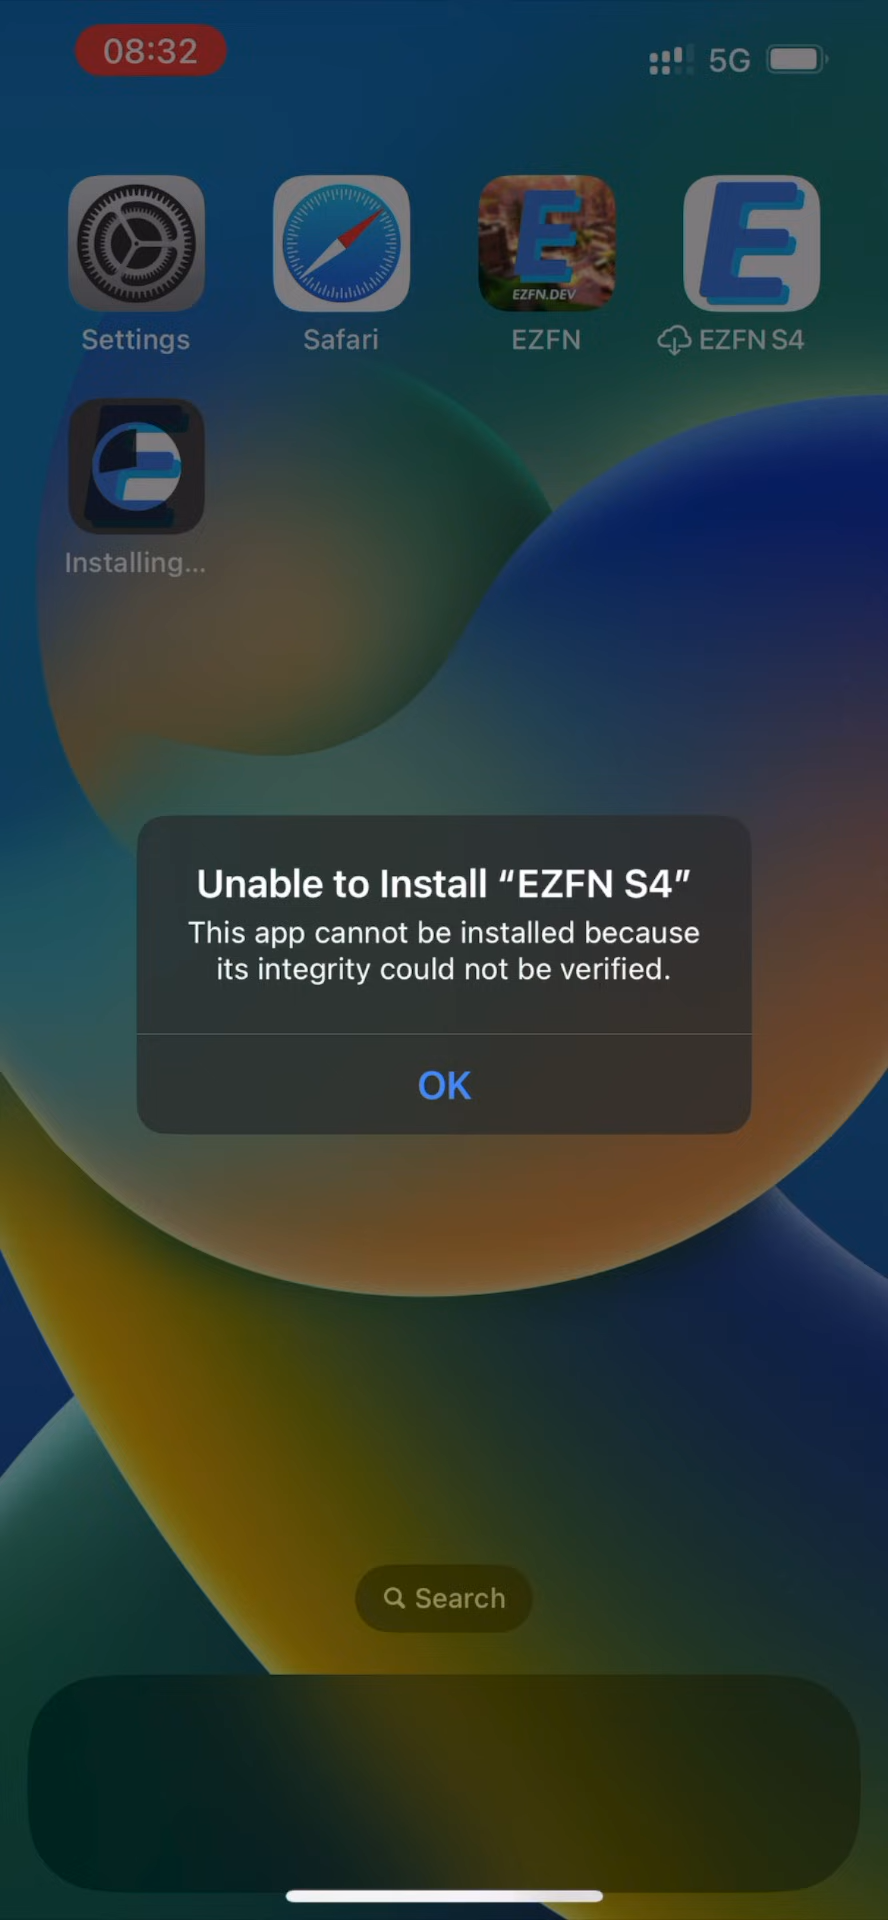 08:32
5G
EZFN.DEV
Settings
Safari
EZFN
EZFN S4
Installing...
Unable to Install “EZFN S4”
This app cannot be installed because
its integrity could not be verified.
OK
Search